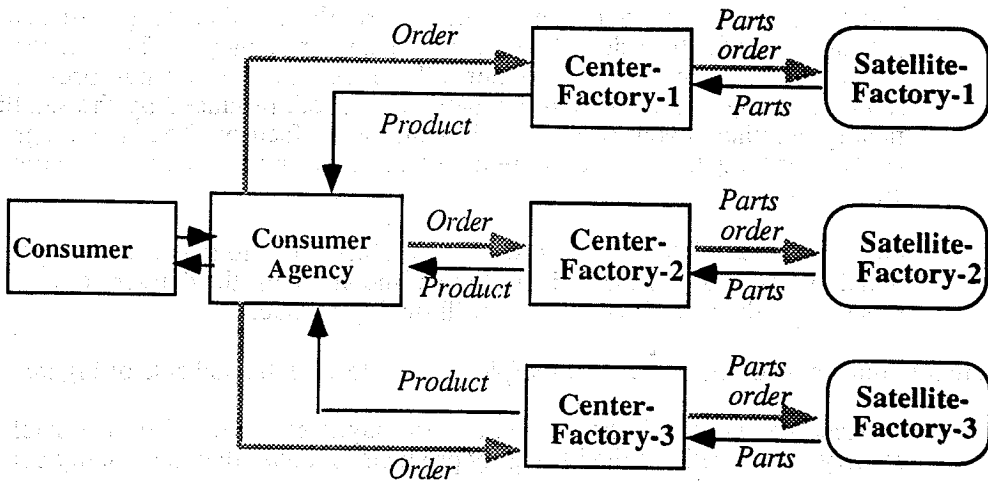 Order
Center-
Factory-1
Parts
order
Parts
Satellite-
Factory-1
Product
Consumer
Consumer
Agency
Order
Product
Center-
Factory-2
Parts
order
Parts
Satellite-
Factory-2
Product
Order
Center-
Factory-3
Parts
order
Parts
Satellite-
Factory-3